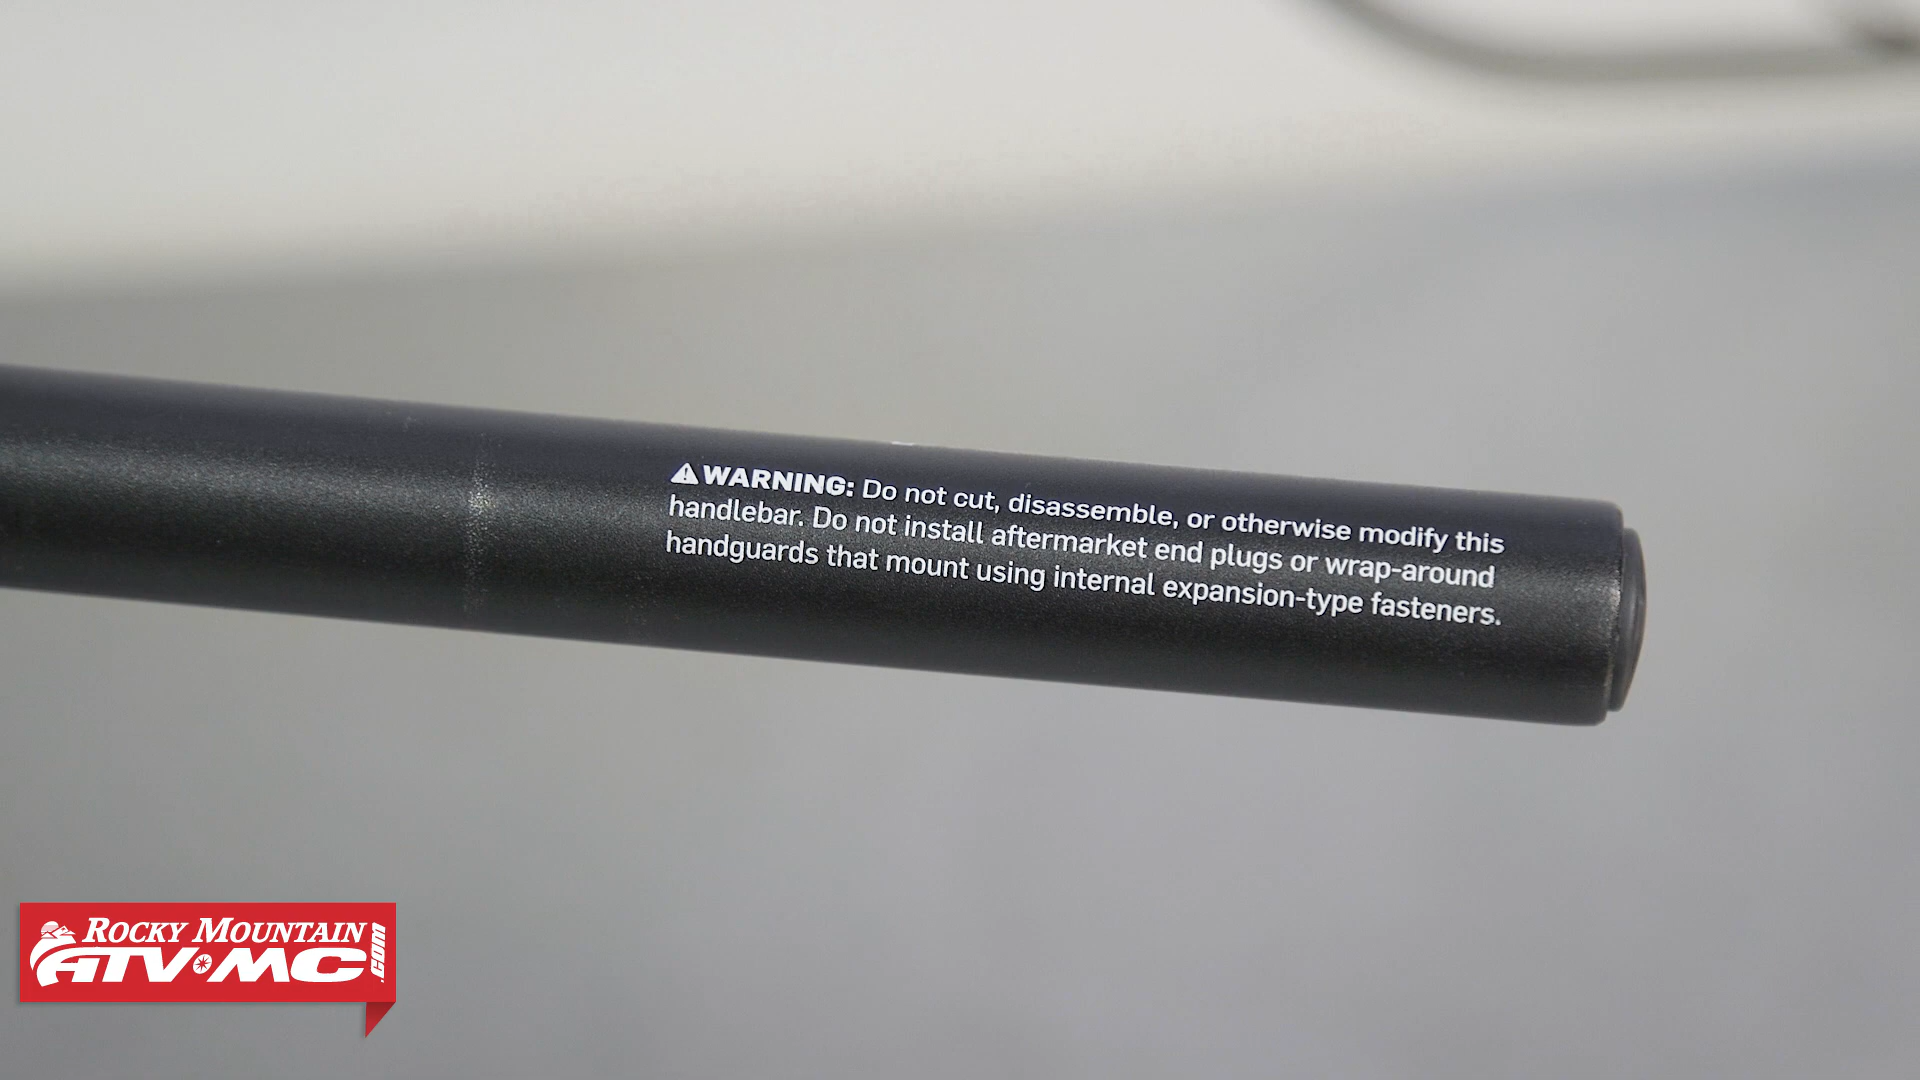 ⚠WARNING: Do not cut, disassemble, or otherwise modify this
handlebar. Do not install aftermarket end plugs or wrap-around
handguards that mount using internal expansion-type fasteners.
ROCKY MOUNTAIN
ATV•MC.COM